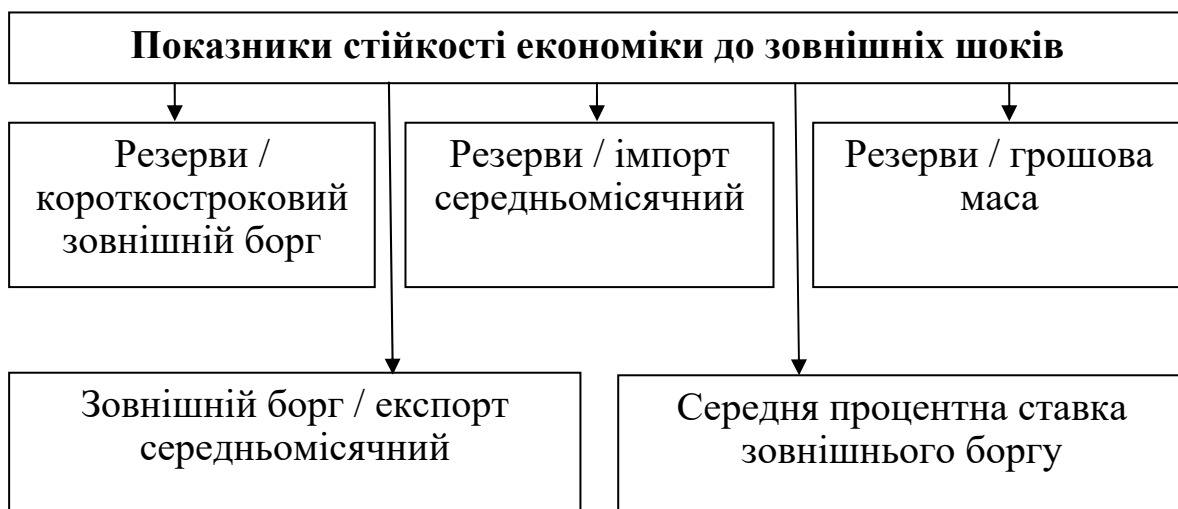 Показники стійкості економіки до зовнішніх шоків
Резерви /
короткостроковий
зовнішній борг
Резерви / імпорт
середньомісячний
Резерви / грошова
маса
Зовнішній борг / експорт
середньомісячний
Середня процентна ставка
зовнішнього боргу